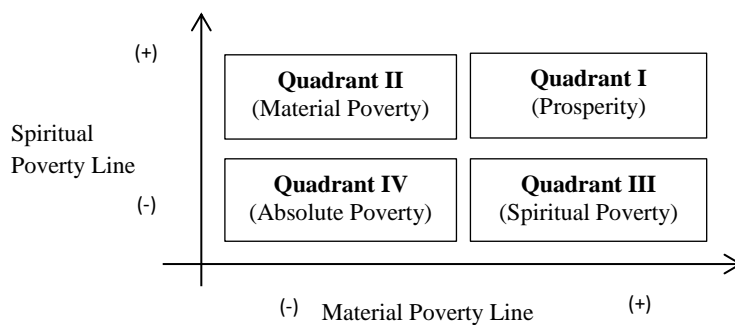 (+)
Quadrant II
(Material Poverty)
Quadrant I
(Prosperity)
Spiritual
Poverty Line
(-)
Quadrant IV
(Absolute Poverty)
Quadrant III
(Spiritual Poverty)
(-)
Material Poverty Line
(+)